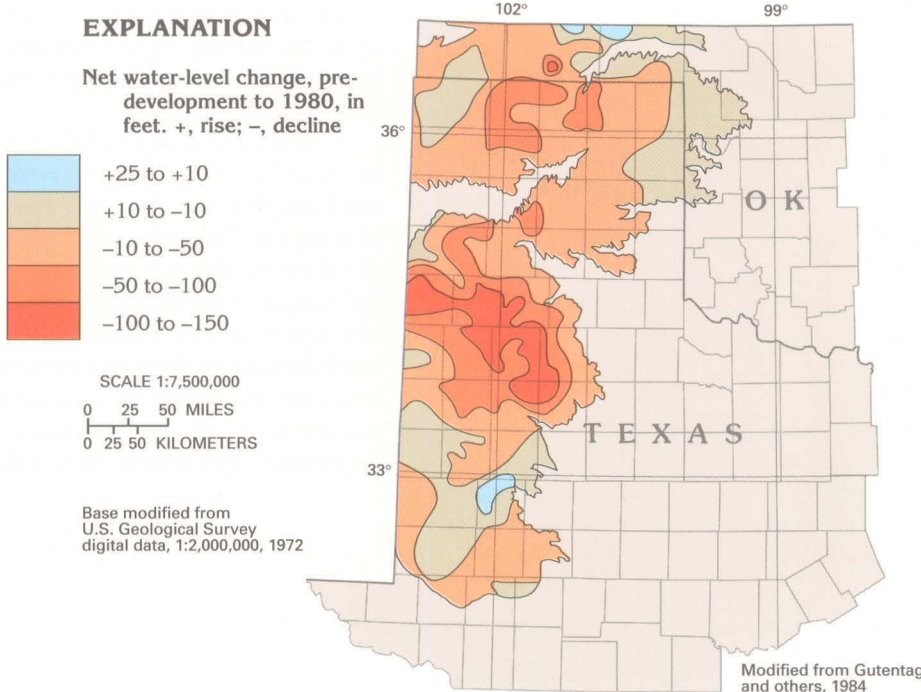 EXPLANATION
Net water-level change, pre-
development to 1980, in
feet. +, rise; –, decline
+25 to +10
+10 to –10
–10 to –50
–50 to –100
–100 to –150
SCALE 1:7,500,000
0 25 50 MILES
0 25 50 KILOMETERS
Base modified from
U.S. Geological Survey
digital data, 1:2,000,000, 1972
102°
99°
36°
33°
OK
TEXAS
Modified from Gutentag
and others, 1984